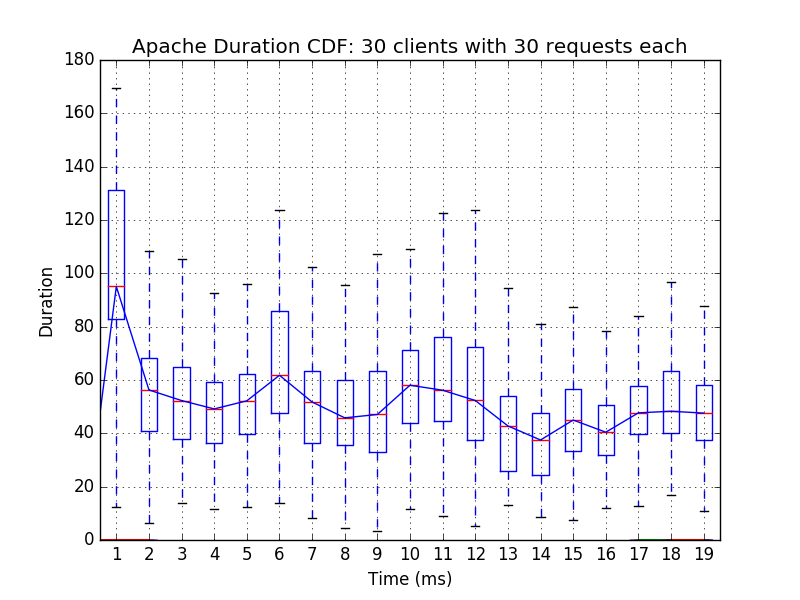 Apache Duration CDF: 30 clients with 30 requests each
180
160
140
120
100
80
60
40
20
0
Duration
1 2 3 4 5 6 7 8 9 10 11 12 13 14 15 16 17 18 19
Time (ms)